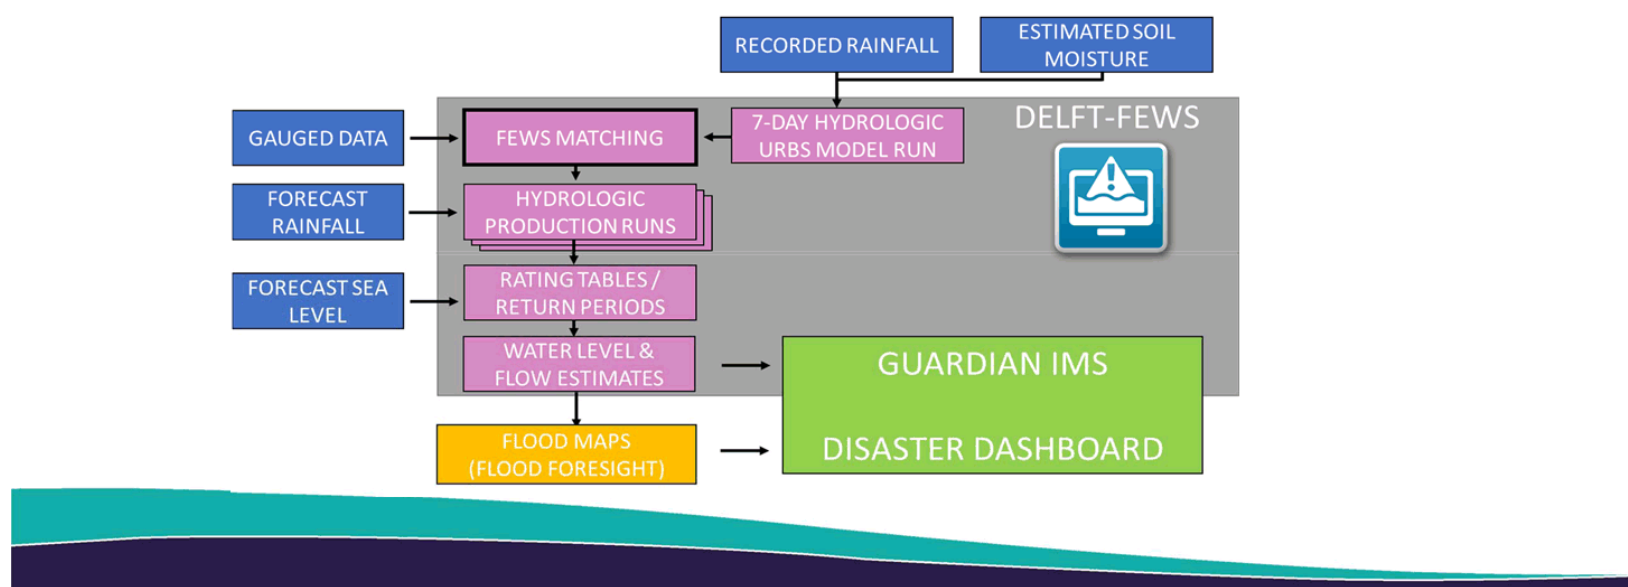 RECORDED RAINFALL
ESTIMATED SOIL
MOISTURE
GAUGED DATA
FEWS MATCHING
7-DAY HYDROLOGIC
URBS MODEL RUN
DELFT-FEWS
FORECAST
RAINFALL
HYDROLOGIC
PRODUCTION RUNS
FORECAST SEA
LEVEL
RATING TABLES /
RETURN PERIODS
WATER LEVEL &
FLOW ESTIMATES
GUARDIAN IMS
FLOOD MAPS
(FLOOD FORESIGHT)
DISASTER DASHBOARD